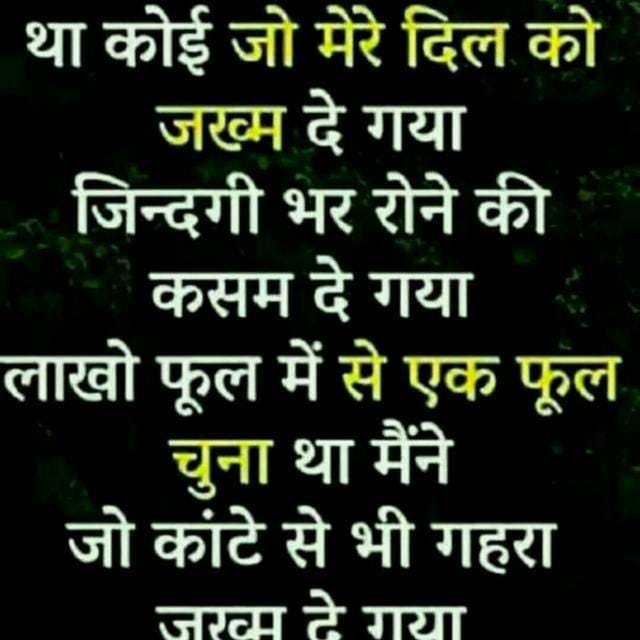 था कोई जो मेरे दिल को
जख्म दे गया
जिन्दगी भर रोने की
कसम दे गया
लाखो फूल में से एक फूल
चुना था मैंने
जो कांटे से भी गहरा
जख्म दे गया